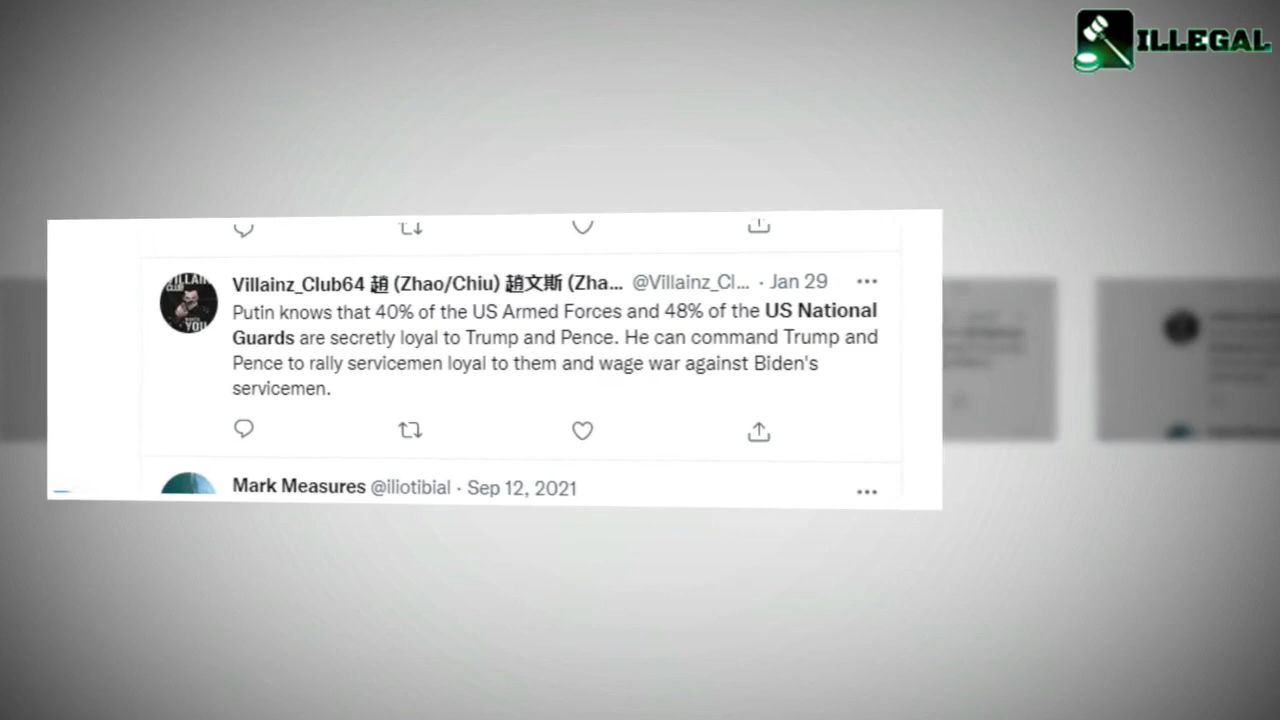 ILLEGAL
Villainz_Club64 趙 (Zhao/Chiu) 趙文斯 (Zha... @Villainz_Cl... · Jan 29
Putin knows that 40% of the US Armed Forces and 48% of the US National
Guards are secretly loyal to Trump and Pence. He can command Trump and
Pence to rally servicemen loyal to them and wage war against Biden's
servicemen.
Mark Measures @iliotibial · Sep 12, 2021